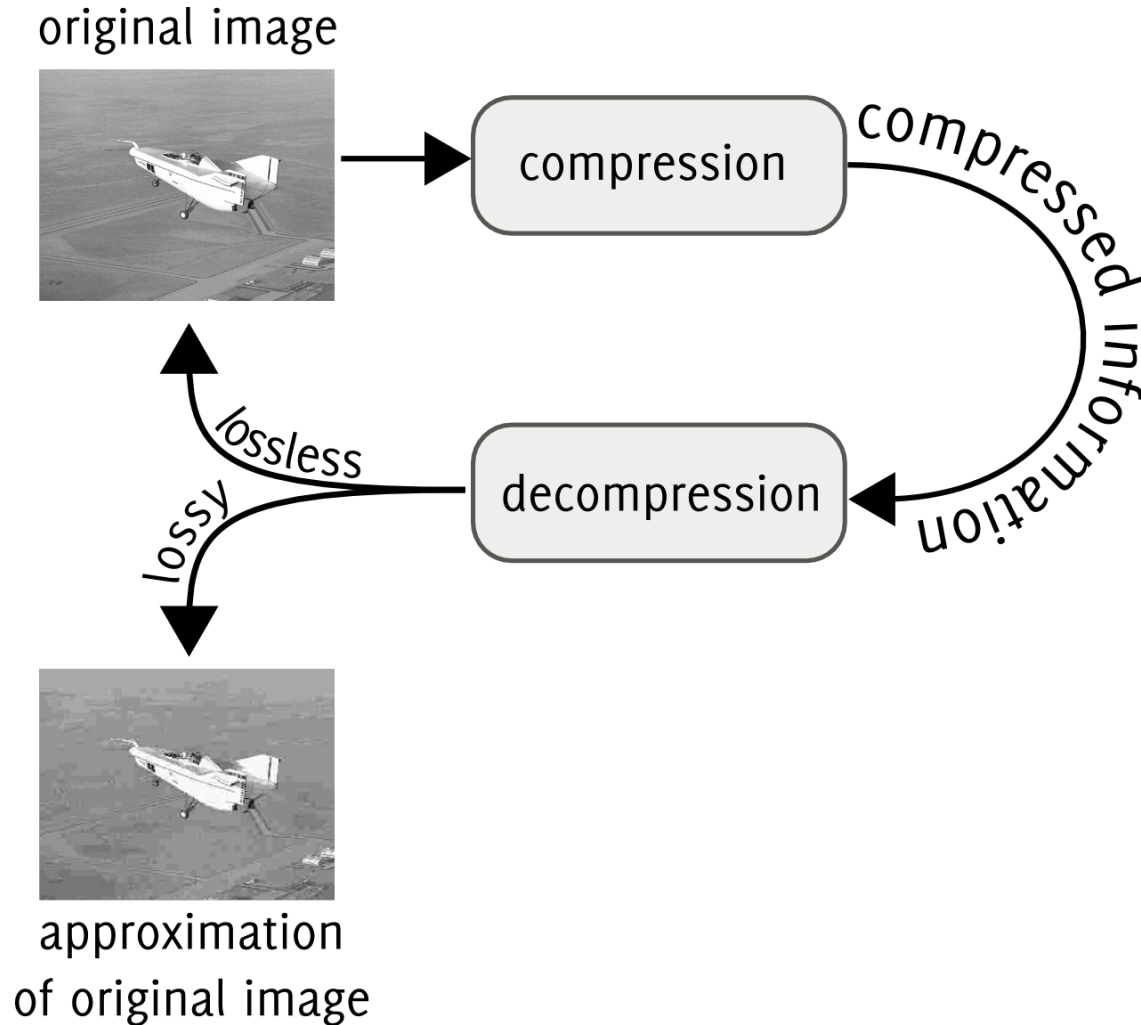 original image
compression
compressed information
decompression
lossless
lossy
approximation
of original image